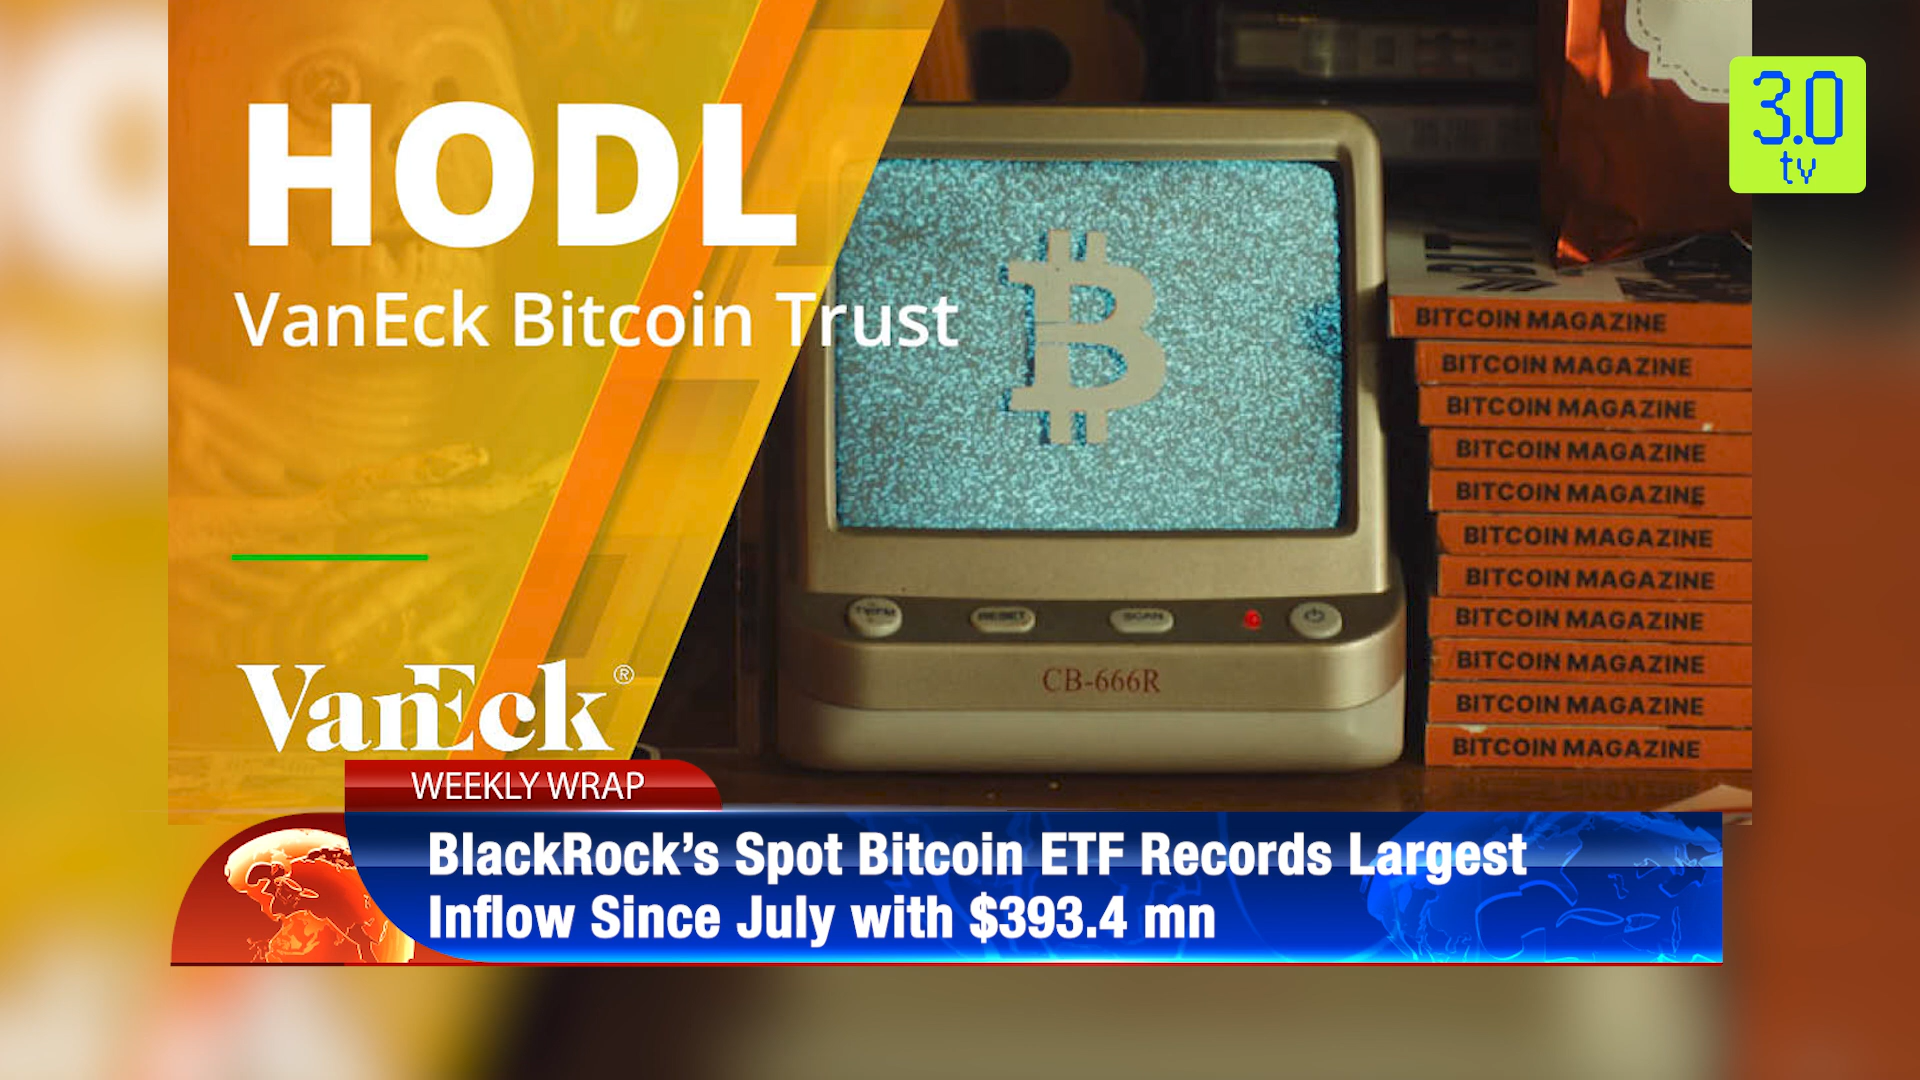 HODL
VanEck Bitcoin Trust
VanEck®
3.0
tv
BITCOIN MAGAZINE
BITCOIN MAGAZINE
BITCOIN MAGAZINE
BITCOIN MAGAZINE
BITCOIN MAGAZINE
BITCOIN MAGAZINE
BITCOIN MAGAZINE
BITCOIN MAGAZINE
BITCOIN MAGAZINE
BITCOIN MAGAZINE
BITCOIN MAGAZINE
RESET
SCAN
CB-666R
WEEKLY WRAP
BlackRock’s Spot Bitcoin ETF Records Largest
Inflow Since July with $393.4 mn